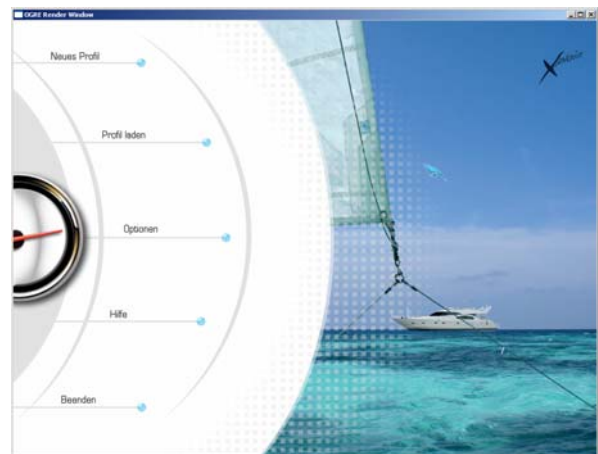 OGRE Render Window
Neues Profil
Profil laden
Optionen
Hilfe
Beenden